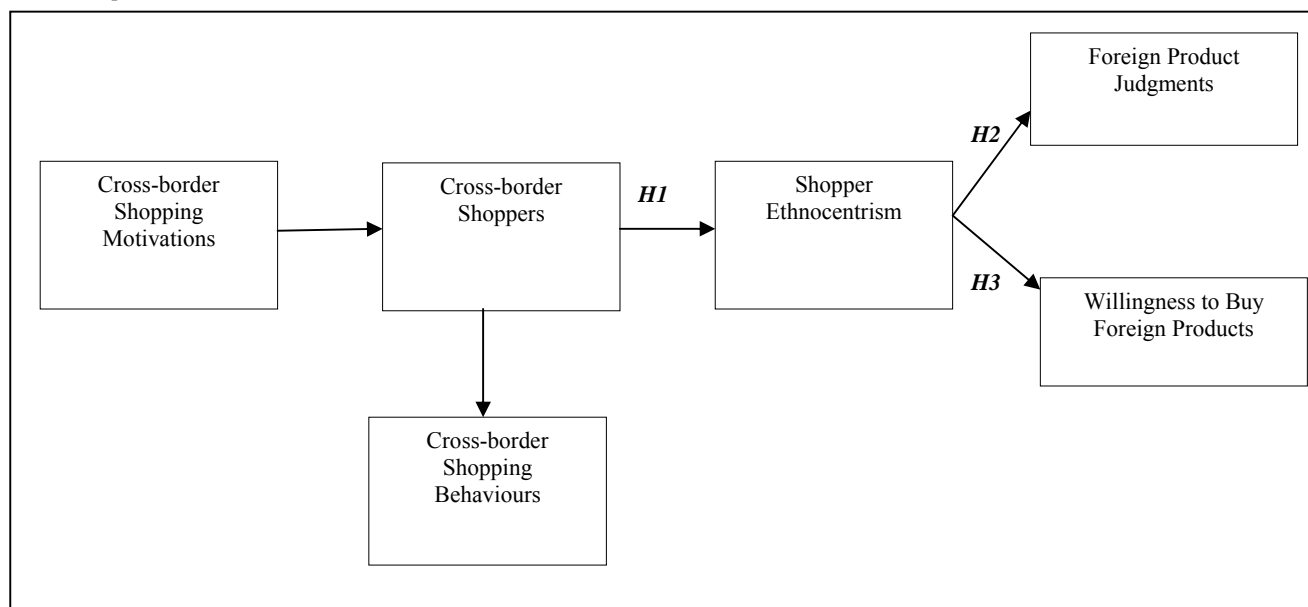 Foreign Product
Judgments
H2
Cross-border
Shopping
Motivations
Cross-border
Shoppers
H1
Shopper
Ethnocentrism
H3
Willingness to Buy
Foreign Products
Cross-border
Shopping
Behaviours